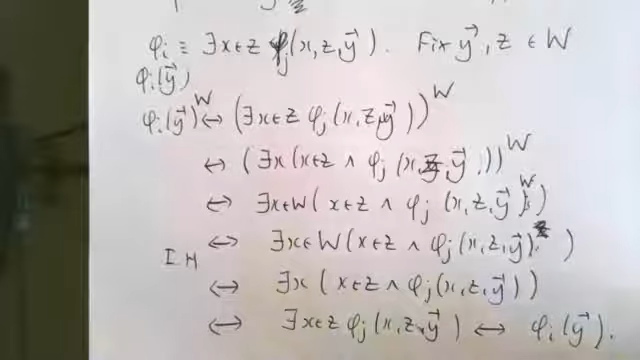 φᵢ ≡ ∃x∈z φⱼ(x,z,y⃗). Fix y⃗, z ∈ W
φᵢ(y⃗)
φᵢ(y⃗)^W ↔ (∃x∈z φⱼ(x,z,y⃗))^W
↔ (∃x(x∈z ∧ φⱼ(x,z,y⃗)))^W
↔ ∃x∈W(x∈z ∧ φⱼ(x,z,y⃗)^W)
IH ↔ ∃x∈W(x∈z ∧ φⱼ(x,z,y⃗))
↔ ∃x(x∈z ∧ φⱼ(x,z,y⃗))
↔ ∃x∈z φⱼ(x,z,y⃗) ↔ φᵢ(y⃗).